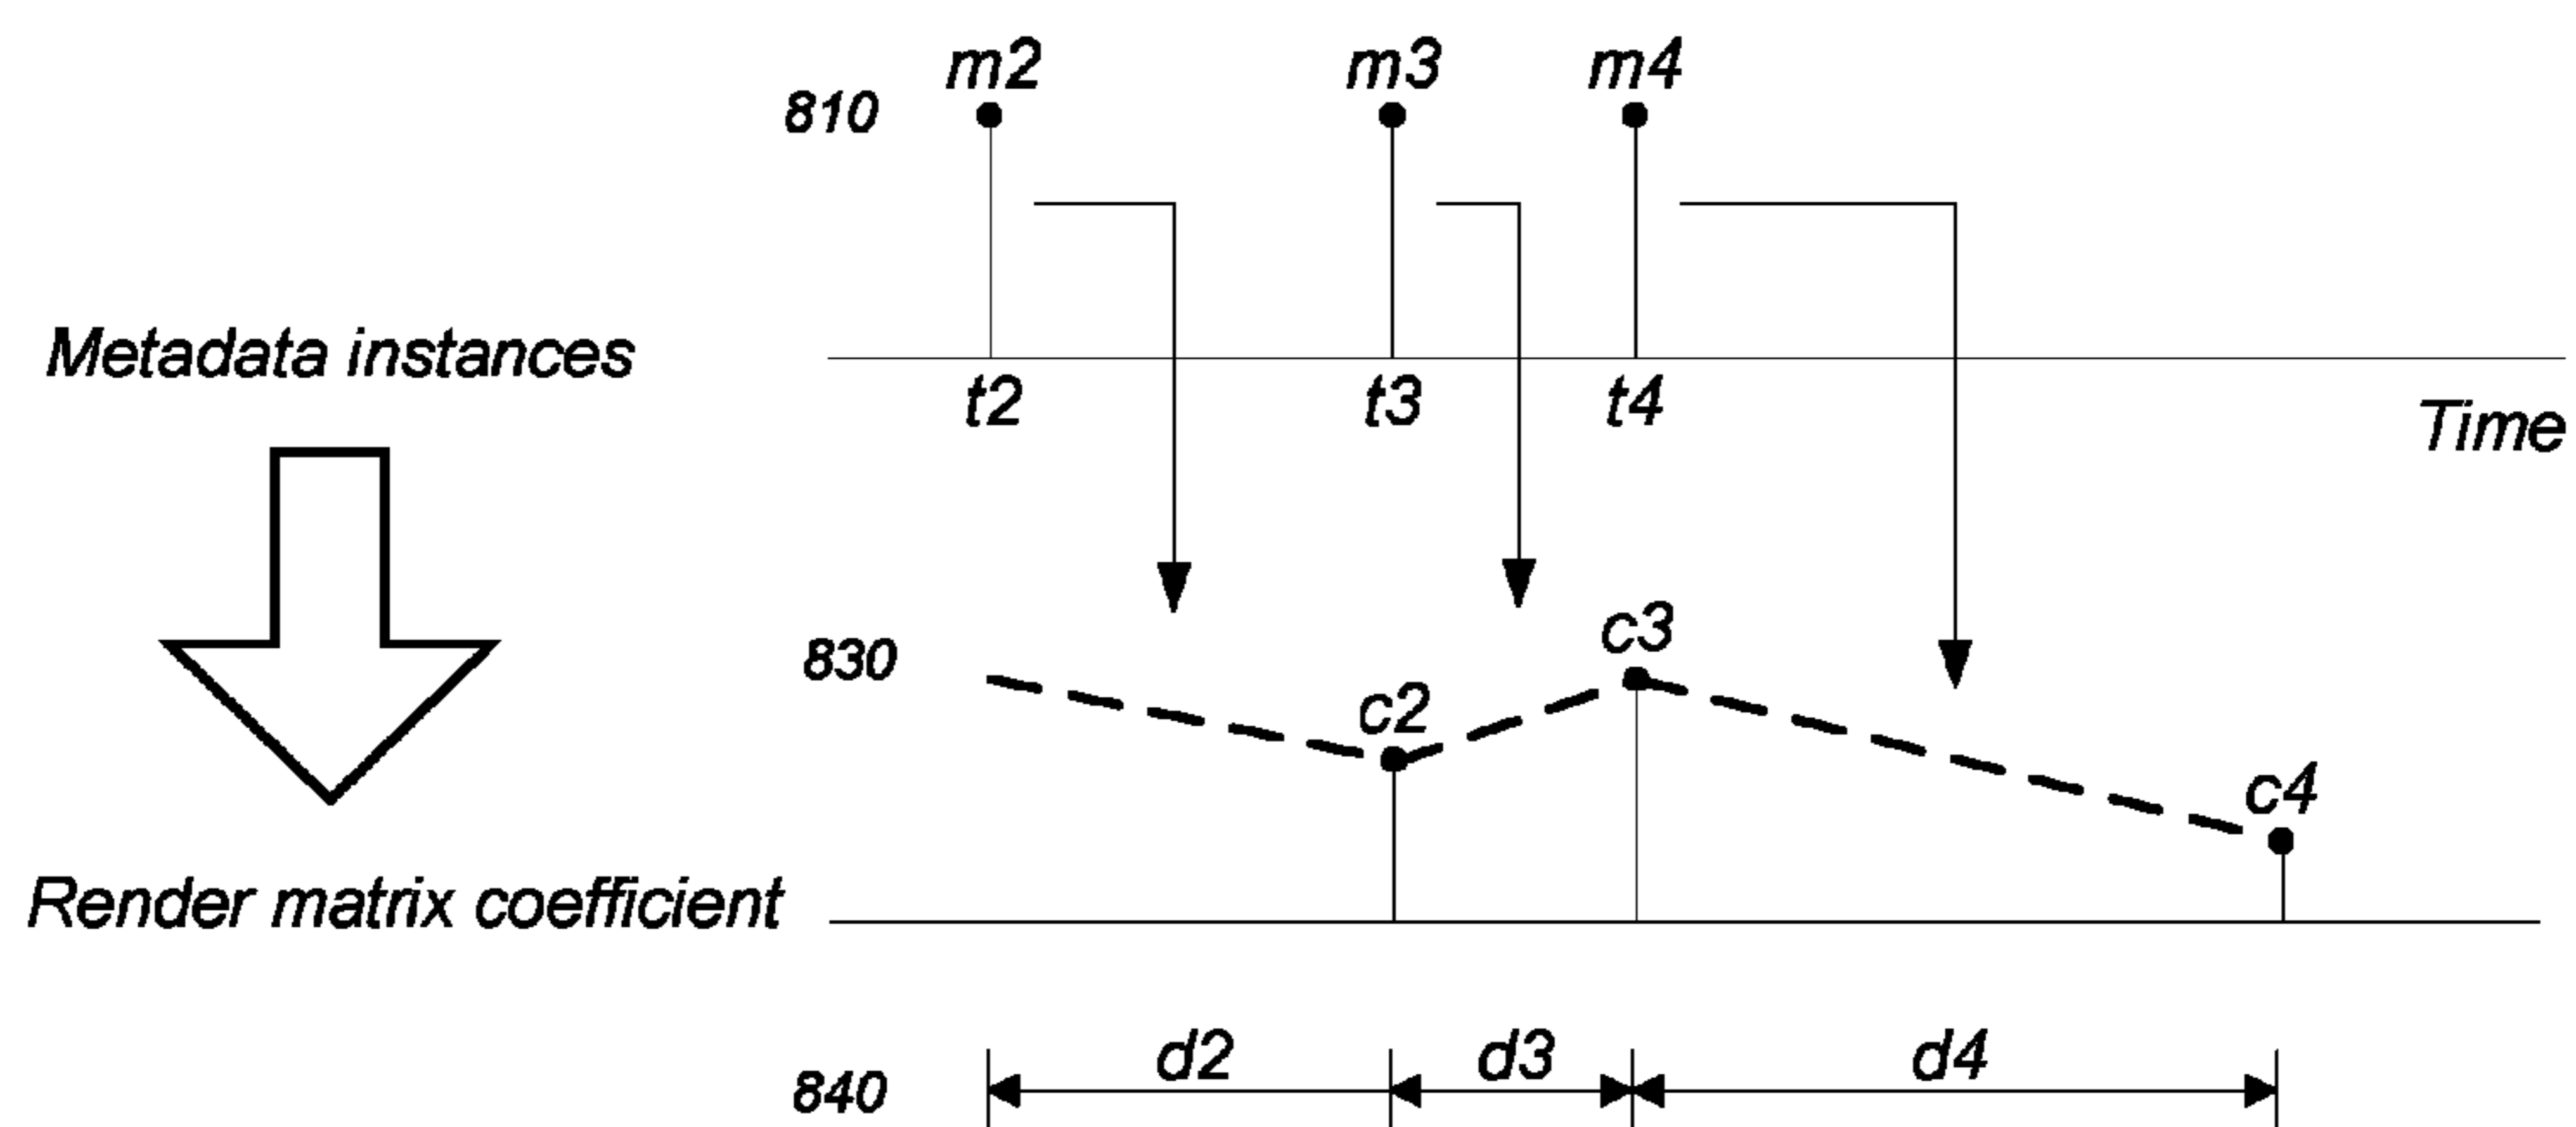 m2 m3 m4
810
Metadata instances
t2 t3 t4
Time
830
c3
c2
c4
Render matrix coefficient
d2 d3 d4
840